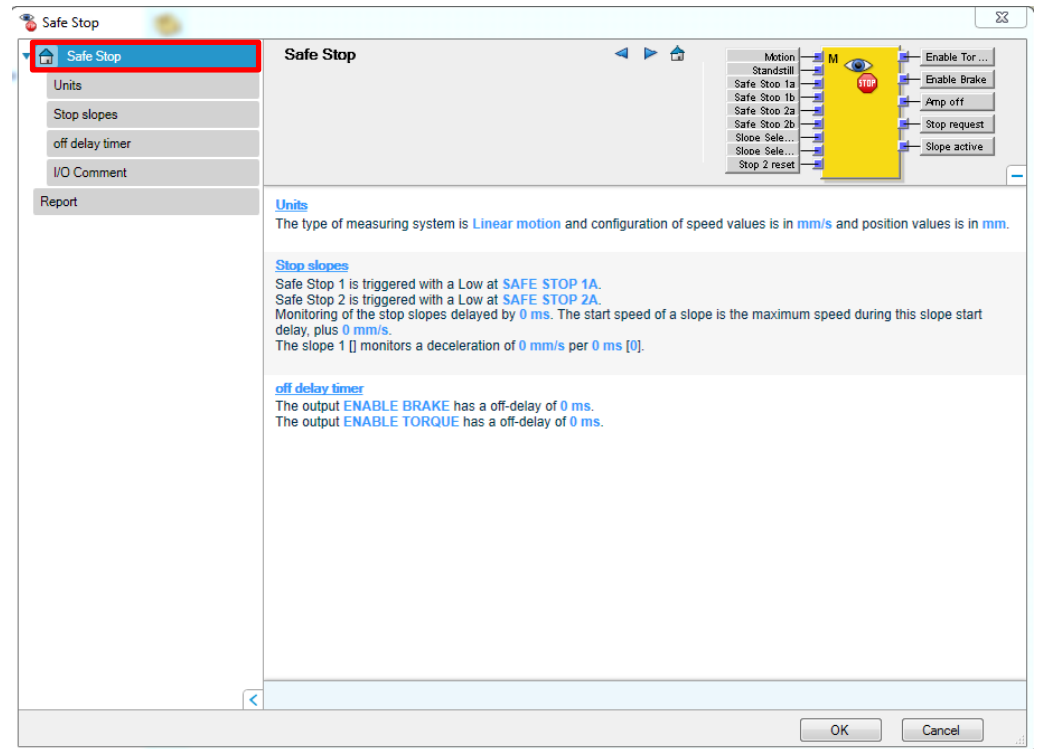 Safe Stop
Safe Stop
Units
Stop slopes
off delay timer
I/O Comment
Report
Safe Stop
Motion
Standstill
Safe Stop 1a
Safe Stop 1b
Safe Stop 2a
Safe Stop 2b
Slope Sele...
Slope Sele...
Stop 2 reset
M
STOP
Enable Tor ...
Enable Brake
Amp off
Stop request
Slope active
Units
The type of measuring system is Linear motion and configuration of speed values is in mm/s and position values is in mm.
Stop slopes
Safe Stop 1 is triggered with a Low at SAFE STOP 1A.
Safe Stop 2 is triggered with a Low at SAFE STOP 2A.
Monitoring of the stop slopes delayed by 0 ms. The start speed of a slope is the maximum speed during this slope start
delay, plus 0 mm/s.
The slope 1 [] monitors a deceleration of 0 mm/s per 0 ms [0].
off delay timer
The output ENABLE BRAKE has a off-delay of 0 ms.
The output ENABLE TORQUE has a off-delay of 0 ms.
OK
Cancel